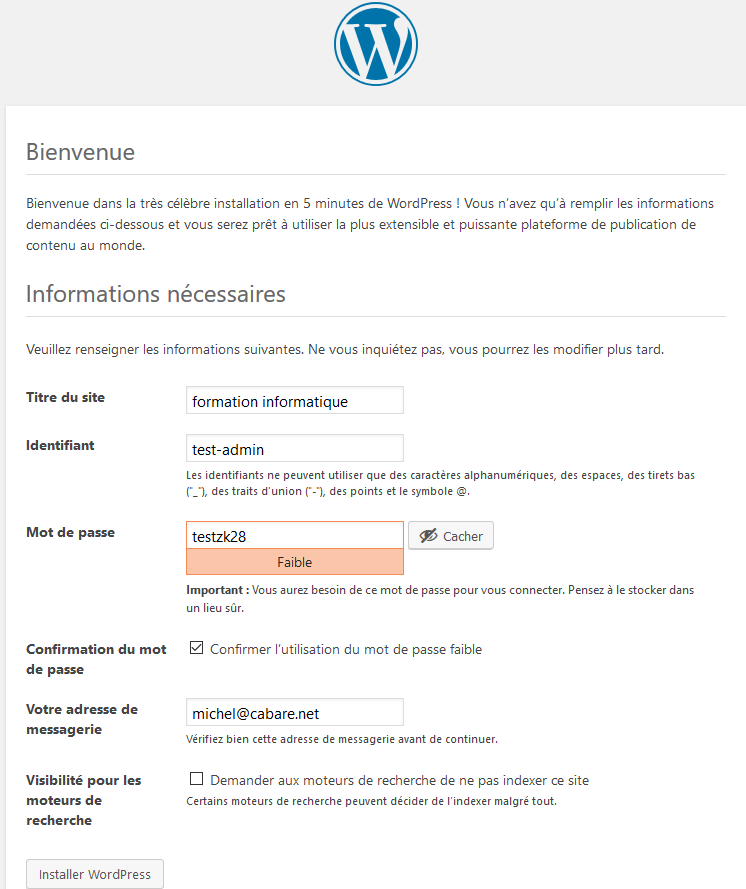 Bienvenue
Bienvenue dans la très célèbre installation en 5 minutes de WordPress ! Vous n’avez qu’à remplir les informations
demandées ci-dessous et vous serez prêt à utiliser la plus extensible et puissante plateforme de publication de
contenu au monde.
Informations nécessaires
Veuillez renseigner les informations suivantes. Ne vous inquiétez pas, vous pourrez les modifier plus tard.
Titre du site
formation informatique
Identifiant
test-admin
Les identifiants ne peuvent utiliser que des caractères alphanumériques, des espaces, des tirets bas
("_"), des traits d’union ("-"), des points et le symbole @.
Mot de passe
testzk28
Cacher
Faible
Important : Vous aurez besoin de ce mot de passe pour vous connecter. Pensez à le stocker dans
un lieu sûr.
Confirmation du mot
de passe
Confirmer l’utilisation du mot de passe faible
Votre adresse de
messagerie
michel@cabare.net
Vérifiez bien cette adresse de messagerie avant de continuer.
Visibilité pour les
moteurs de
recherche
Demander aux moteurs de recherche de ne pas indexer ce site
Certains moteurs de recherche peuvent décider de l’indexer malgré tout.
Installer WordPress